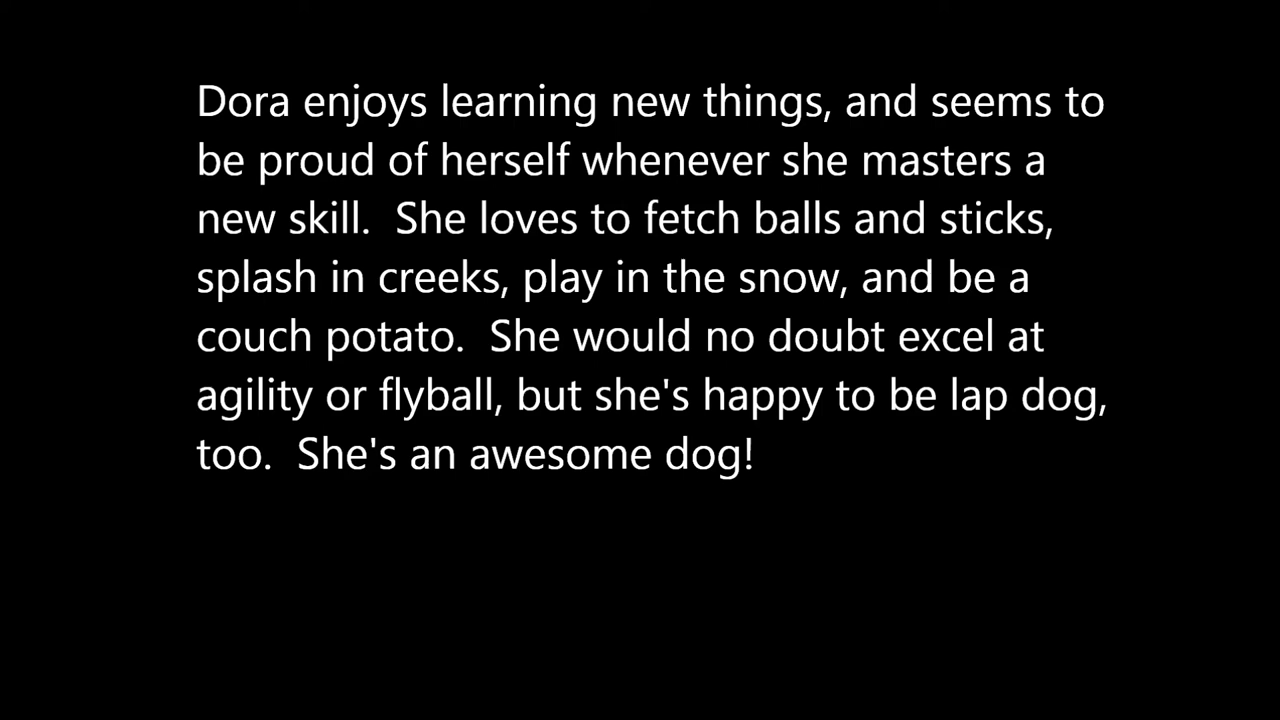 Dora enjoys learning new things, and seems to
be proud of herself whenever she masters a
new skill.  She loves to fetch balls and sticks,
splash in creeks, play in the snow, and be a
couch potato.  She would no doubt excel at
agility or flyball, but she's happy to be lap dog,
too.  She's an awesome dog!